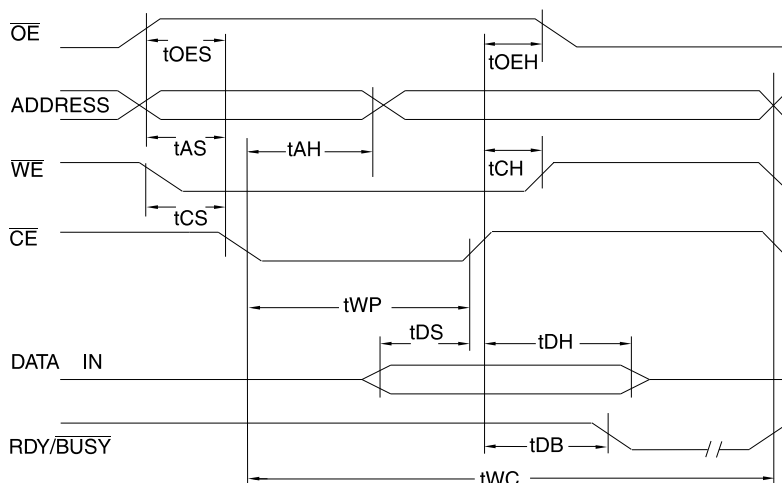 OE
tOES
tOEH
ADDRESS
tAS
tAH
tCH
WE
tCS
CE
tWP
tDS
tDH
DATA IN
RDY/BUSY
tDB
tWC